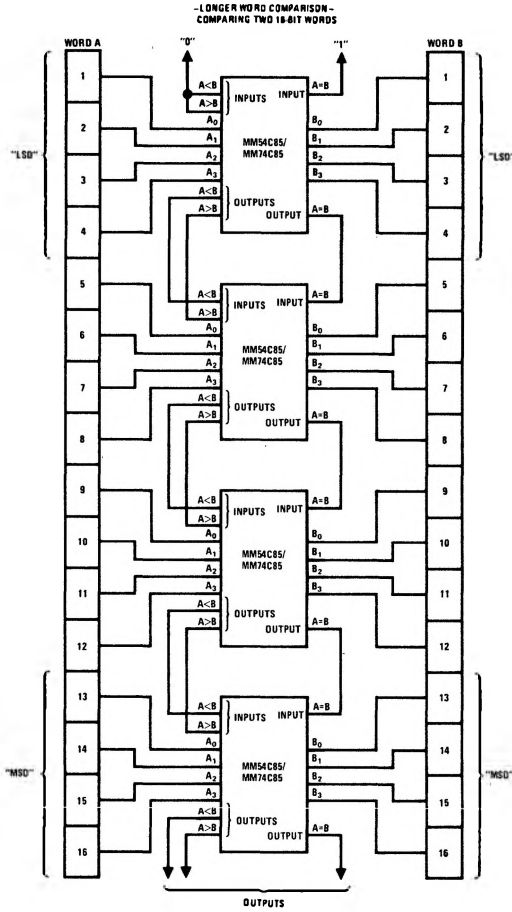 –LONGER WORD COMPARISON–
COMPARING TWO 16-BIT WORDS
WORD A "0" "1" WORD B
1 A<B INPUTS INPUT A=B 1
A>B
A0 B0
"LSD" 2 A1 MM54C85/ B1 2 "LSD"
A2 MM74C85 B2
3 A3 B3 3
A<B OUTPUTS
4 A>B OUTPUT A=B 4
5 A<B INPUTS INPUT A=B 5
A>B
A0 B0
6 A1 MM54C85/ B1 6
A2 MM74C85 B2
7 A3 B3 7
A<B OUTPUTS
8 A>B OUTPUT A=B 8
9 A<B INPUTS INPUT A=B 9
A>B
A0 B0
10 A1 MM54C85/ B1 10
A2 MM74C85 B2
11 A3 B3 11
A<B OUTPUTS
12 A>B OUTPUT A=B 12
13 A<B INPUTS INPUT A=B 13
A>B
A0 B0
14 A1 MM54C85/ B1 14
"MSD" A2 MM74C85 B2 "MSD"
15 A3 B3 15
A<B OUTPUTS
16 A>B OUTPUT A=B 16
OUTPUTS